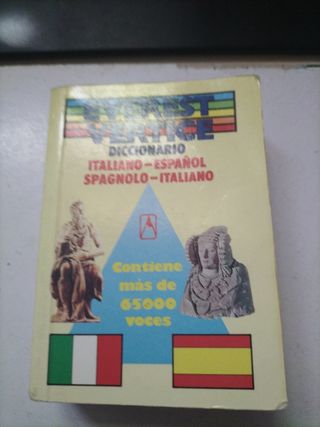 EVEREST
VERTICE
DICCIONARIO
ITALIANO-ESPAÑOL
SPAGNOLO-ITALIANO
Contiene
más de
65000
voces